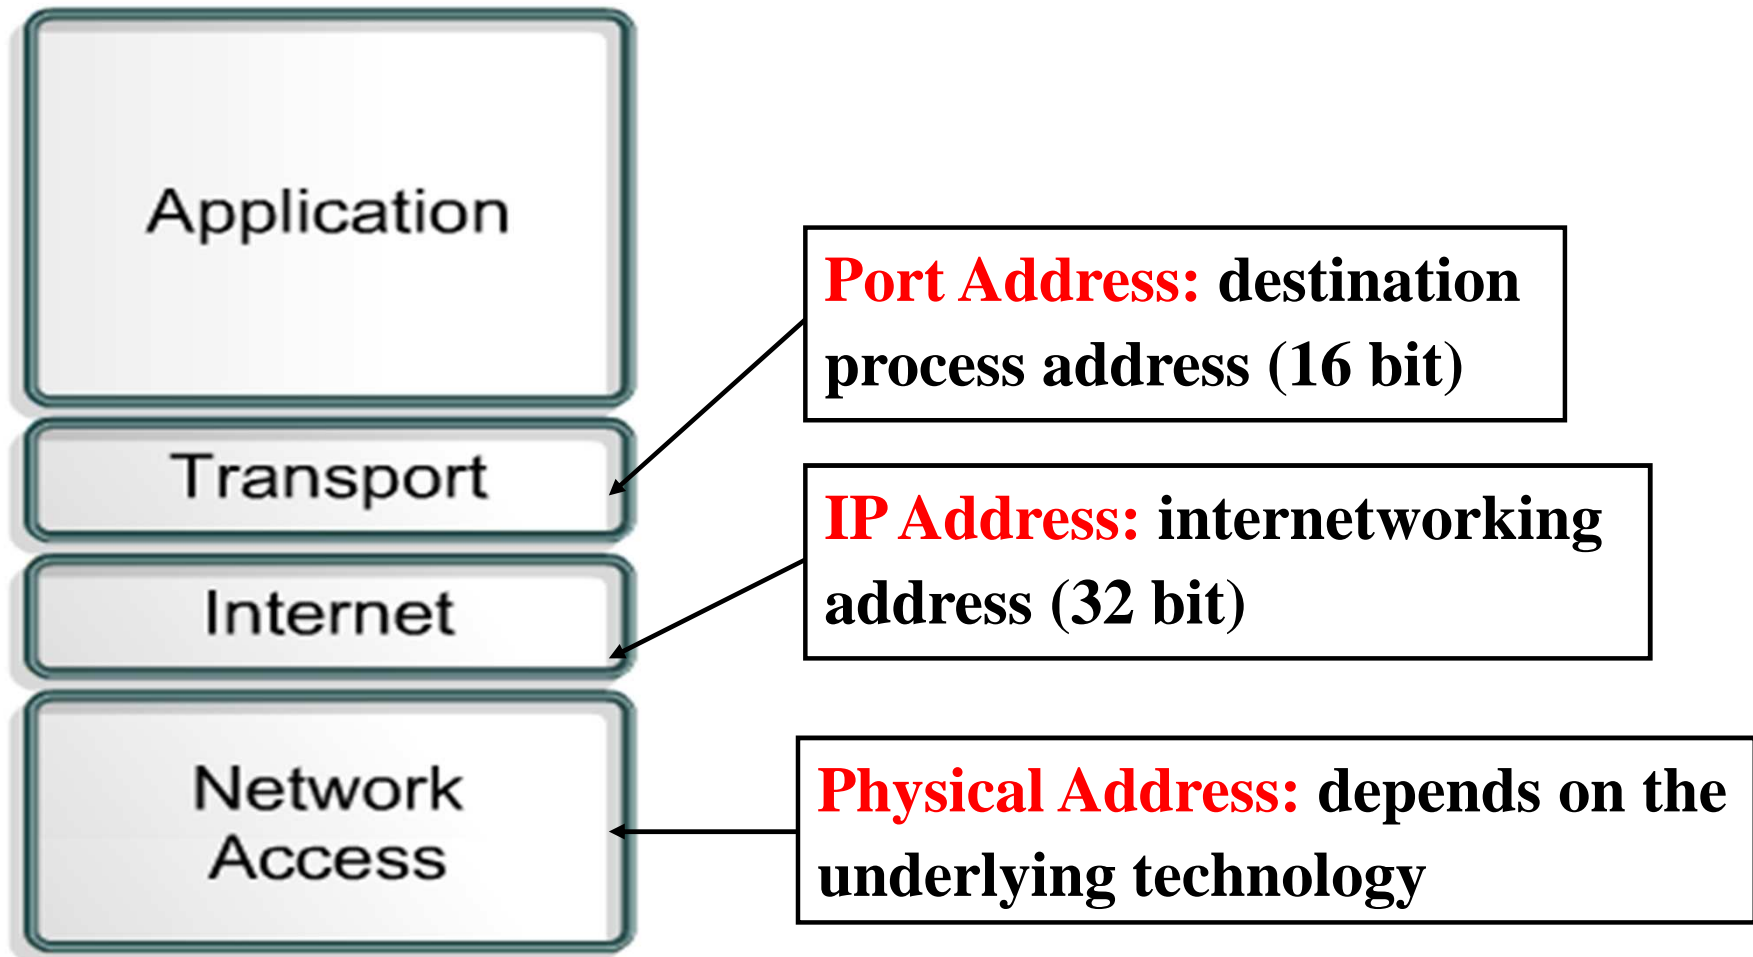 Application
Transport
Internet
Network
Access
Port Address: destination
process address (16 bit)
IP Address: internetworking
address (32 bit)
Physical Address: depends on the
underlying technology